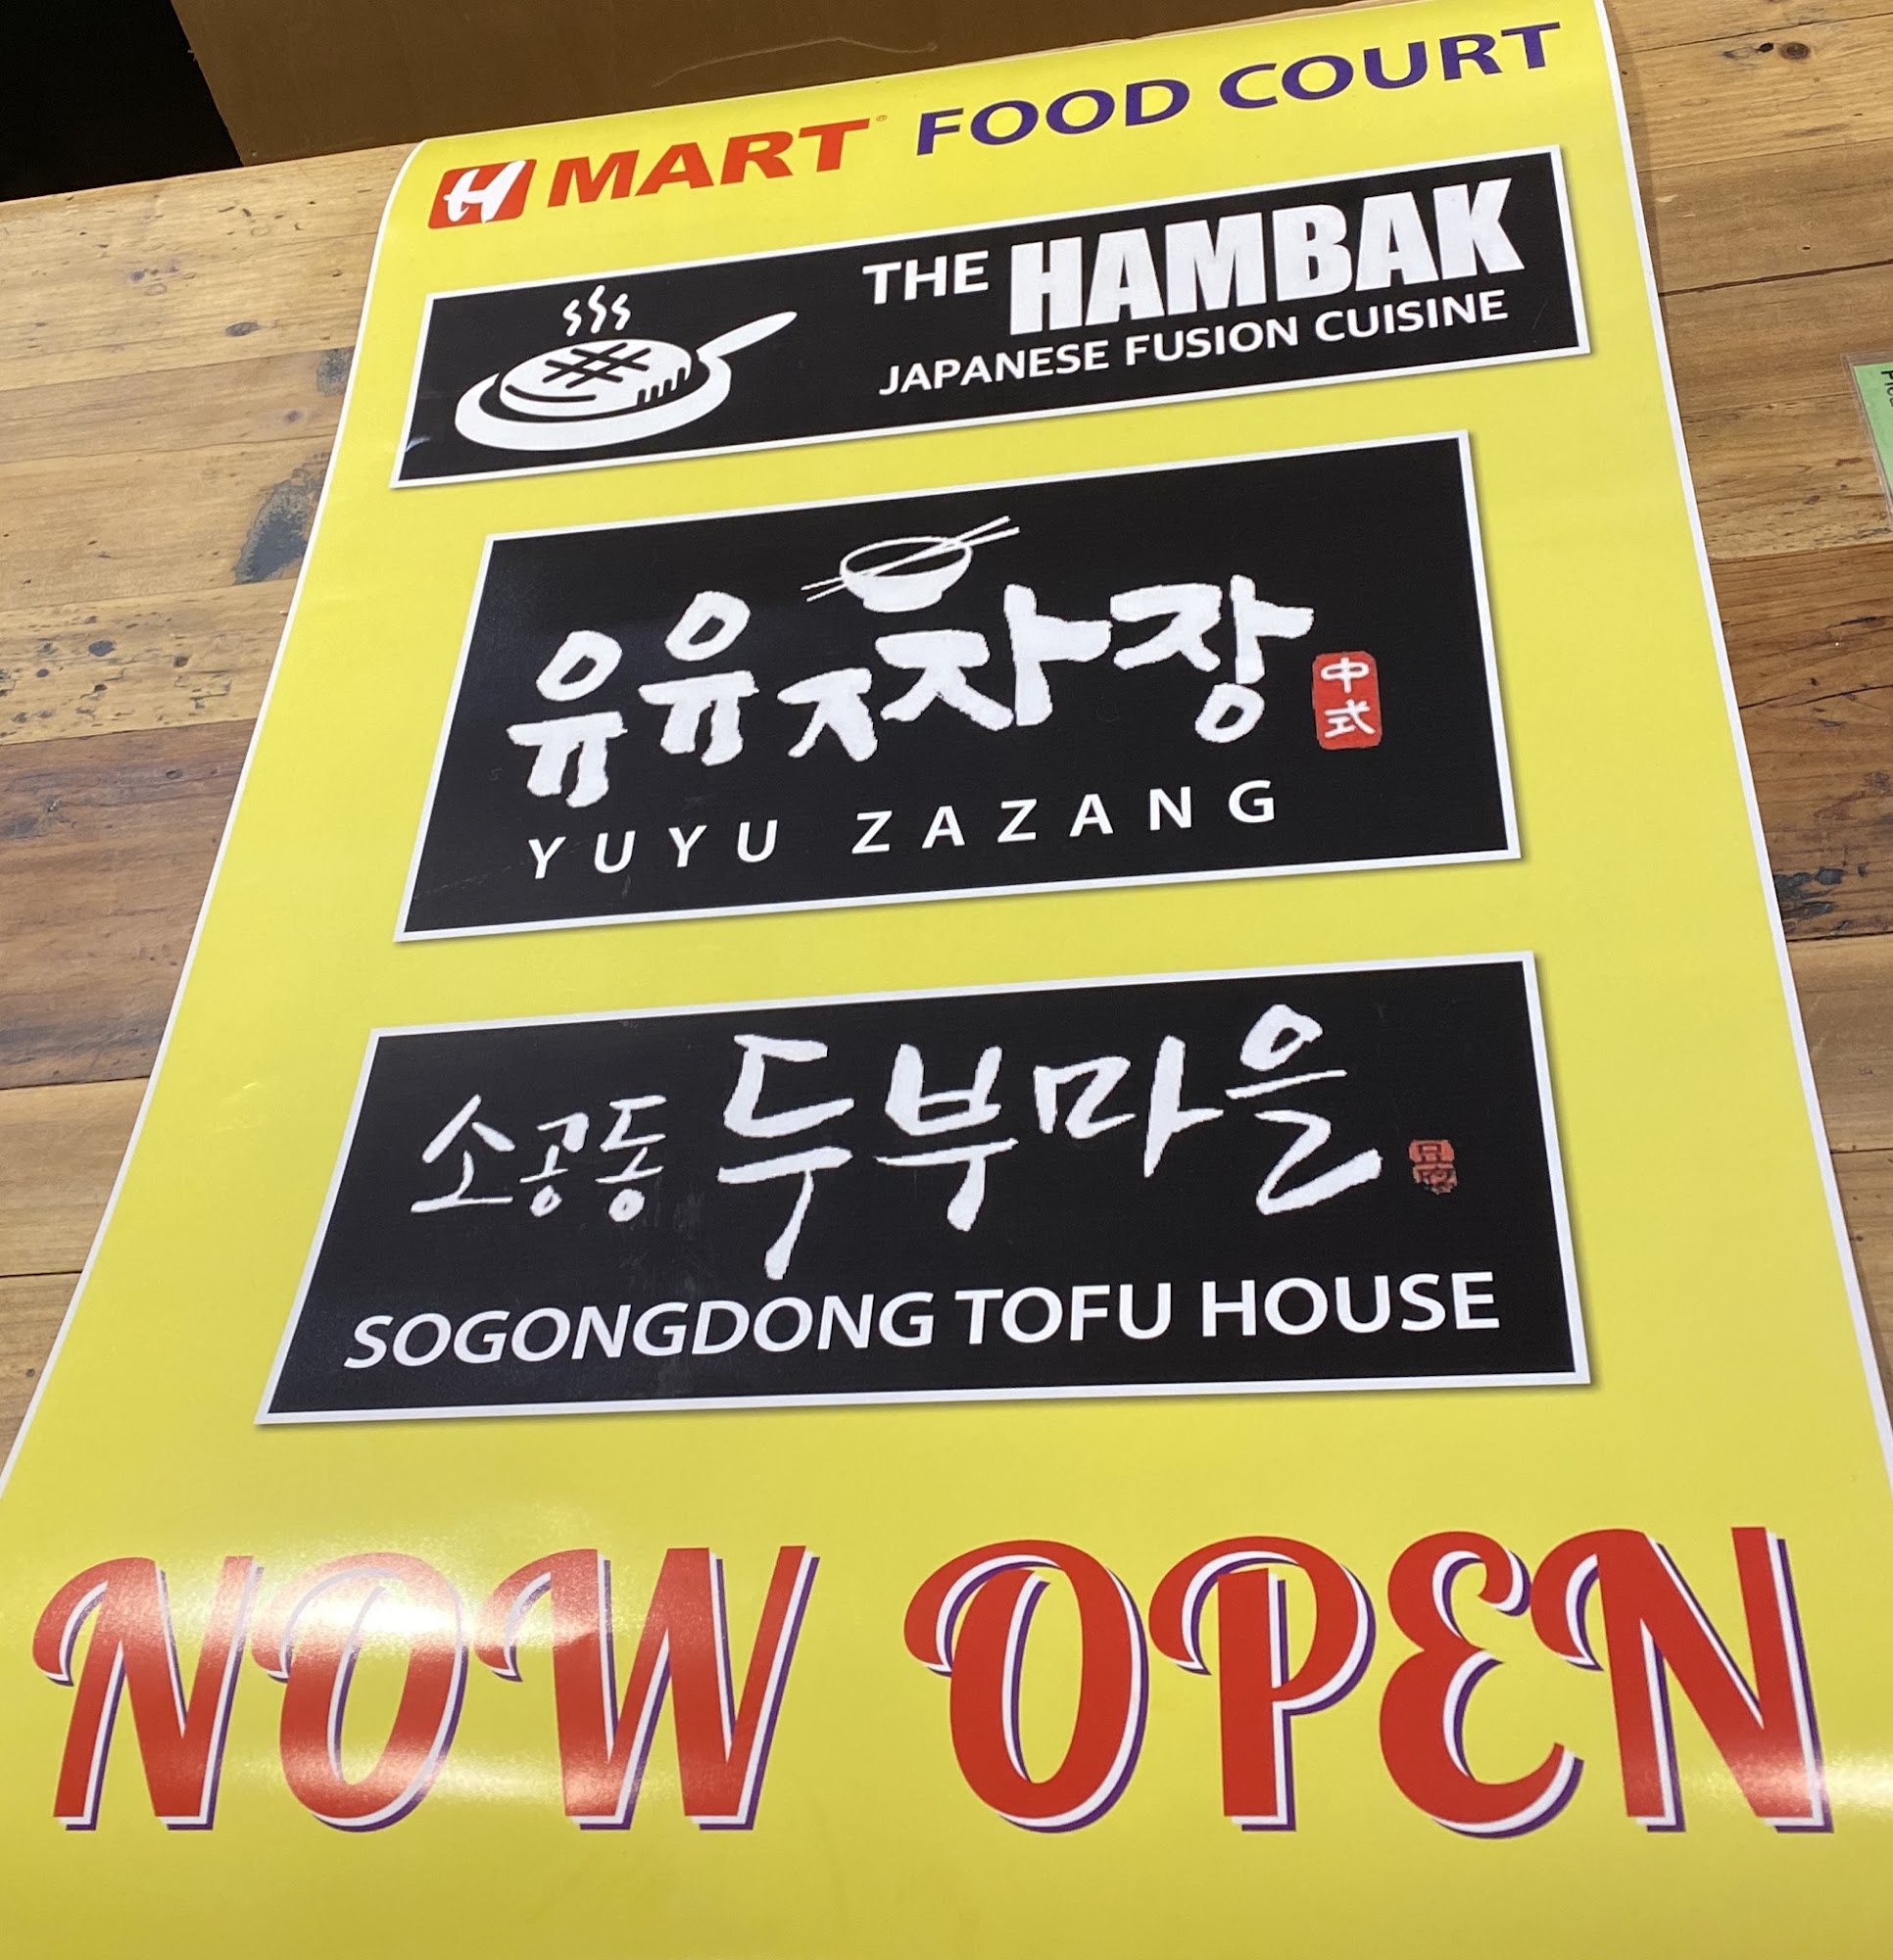 H MART® FOOD COURT
THE HAMBAK
JAPANESE FUSION CUISINE
유유짜장
中式
YUYU ZAZANG
소공동 두부마을
SOGONGDONG TOFU HOUSE
NOW OPEN